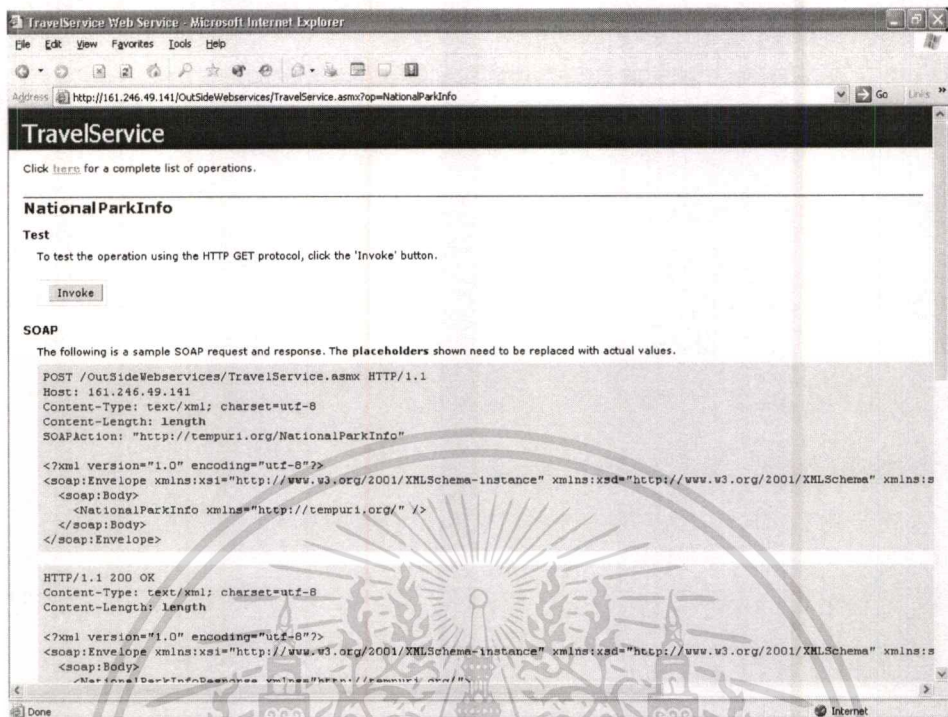 TravelService Web Service - Microsoft Internet Explorer
File Edit View Favorites Tools Help
Address http://161.246.49.141/OutSideWebservices/TravelService.asmx?op=NationalParkInfo Go Links »
TravelService
Click here for a complete list of operations.
NationalParkInfo
Test
To test the operation using the HTTP GET protocol, click the 'Invoke' button.
Invoke
SOAP
The following is a sample SOAP request and response. The placeholders shown need to be replaced with actual values.
POST /OutSideWebservices/TravelService.asmx HTTP/1.1
Host: 161.246.49.141
Content-Type: text/xml; charset=utf-8
Content-Length: length
SOAPAction: "http://tempuri.org/NationalParkInfo"
<?xml version="1.0" encoding="utf-8"?>
<soap:Envelope xmlns:xsi="http://www.w3.org/2001/XMLSchema-instance" xmlns:xsd="http://www.w3.org/2001/XMLSchema" xmlns:s
<soap:Body>
<NationalParkInfo xmlns="http://tempuri.org/" />
</soap:Body>
</soap:Envelope>
HTTP/1.1 200 OK
Content-Type: text/xml; charset=utf-8
Content-Length: length
<?xml version="1.0" encoding="utf-8"?>
<soap:Envelope xmlns:xsi="http://www.w3.org/2001/XMLSchema-instance" xmlns:xsd="http://www.w3.org/2001/XMLSchema" xmlns:s
<soap:Body>
<NationalParkInfoResponse xmlns="http://tempuri.org/">
Done Internet